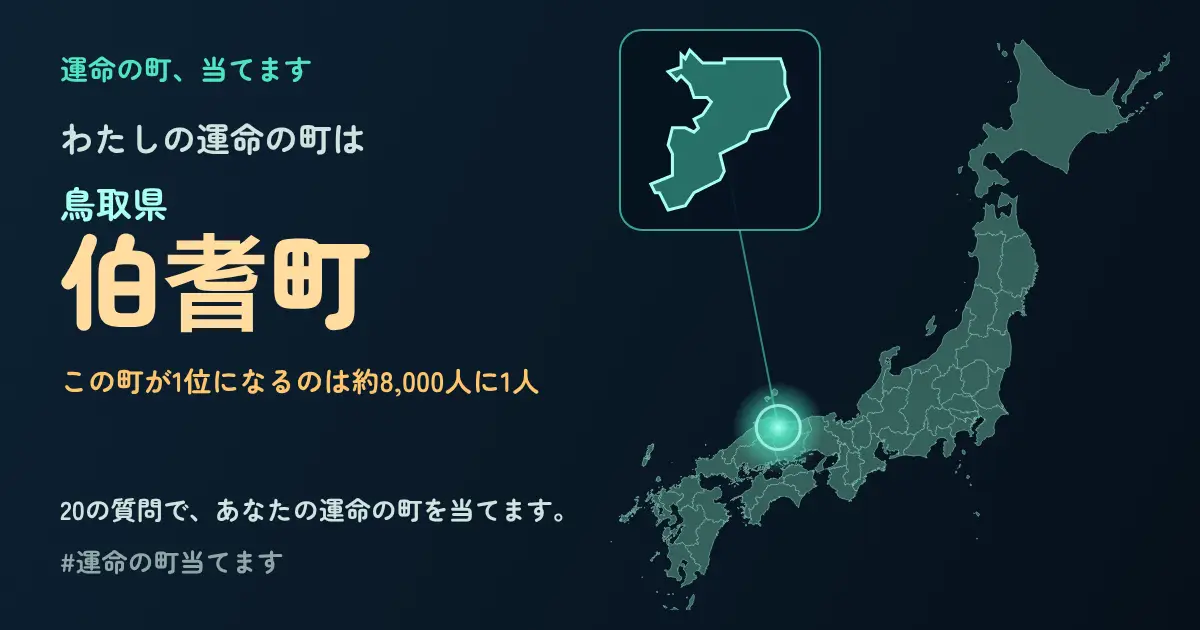 運命の町、当てます
わたしの運命の町は
鳥取県
伯耆町
この町が1位になるのは約8,000人に1人
20の質問で、あなたの運命の町を当てます。
#運命の町当てます